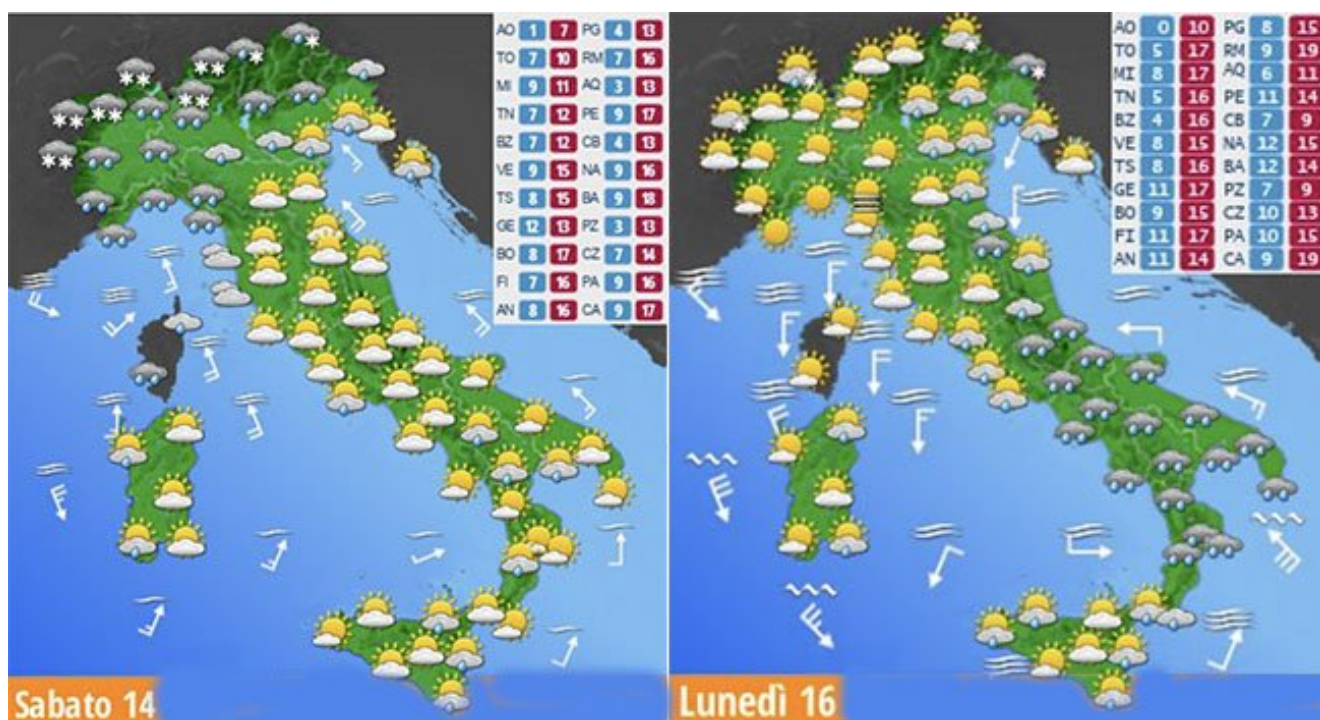 AO 1 7 PG 4 13
TO 7 10 RM 7 16
MI 9 11 AQ 3 13
TN 7 12 PE 9 17
BZ 7 12 CB 4 13
VE 9 15 NA 9 16
TS 8 15 BA 9 18
GE 12 13 PZ 3 13
BO 8 17 CZ 7 14
FI 7 16 PA 9 16
AN 8 16 CA 9 17
Sabato 14
AO 0 10 PG 8 15
TO 5 17 RM 9 19
MI 8 17 AQ 6 11
TN 5 16 PE 11 14
BZ 4 16 CB 7 9
VE 8 15 NA 12 15
TS 8 16 BA 12 14
GE 11 17 PZ 7 9
BO 9 15 CZ 10 13
FI 11 17 PA 10 15
AN 11 14 CA 9 19
Lunedì 16